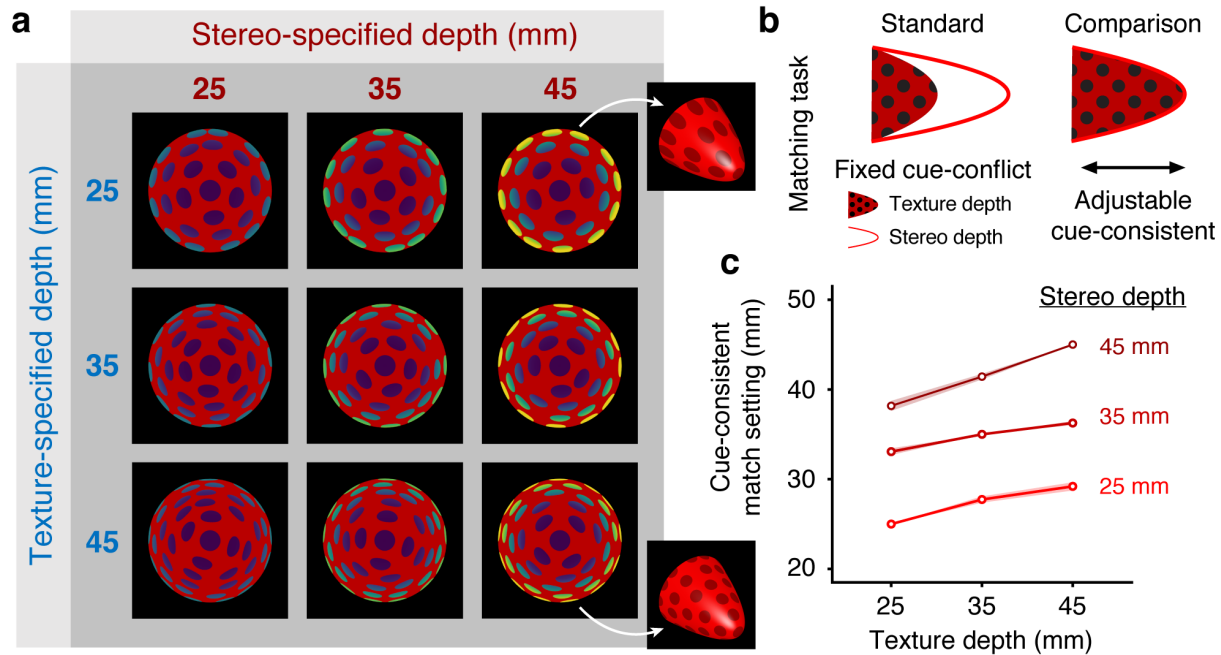 a
Stereo-specified depth (mm)
25 35 45
Texture-specified depth (mm)
25
35
45
b
Standard Comparison
Matching task
Fixed cue-conflict
Texture depth
Stereo depth
Adjustable
cue-consistent
c
Cue-consistent
match setting (mm)
50
40
30
20
Stereo depth
45 mm
35 mm
25 mm
25 35 45
Texture depth (mm)